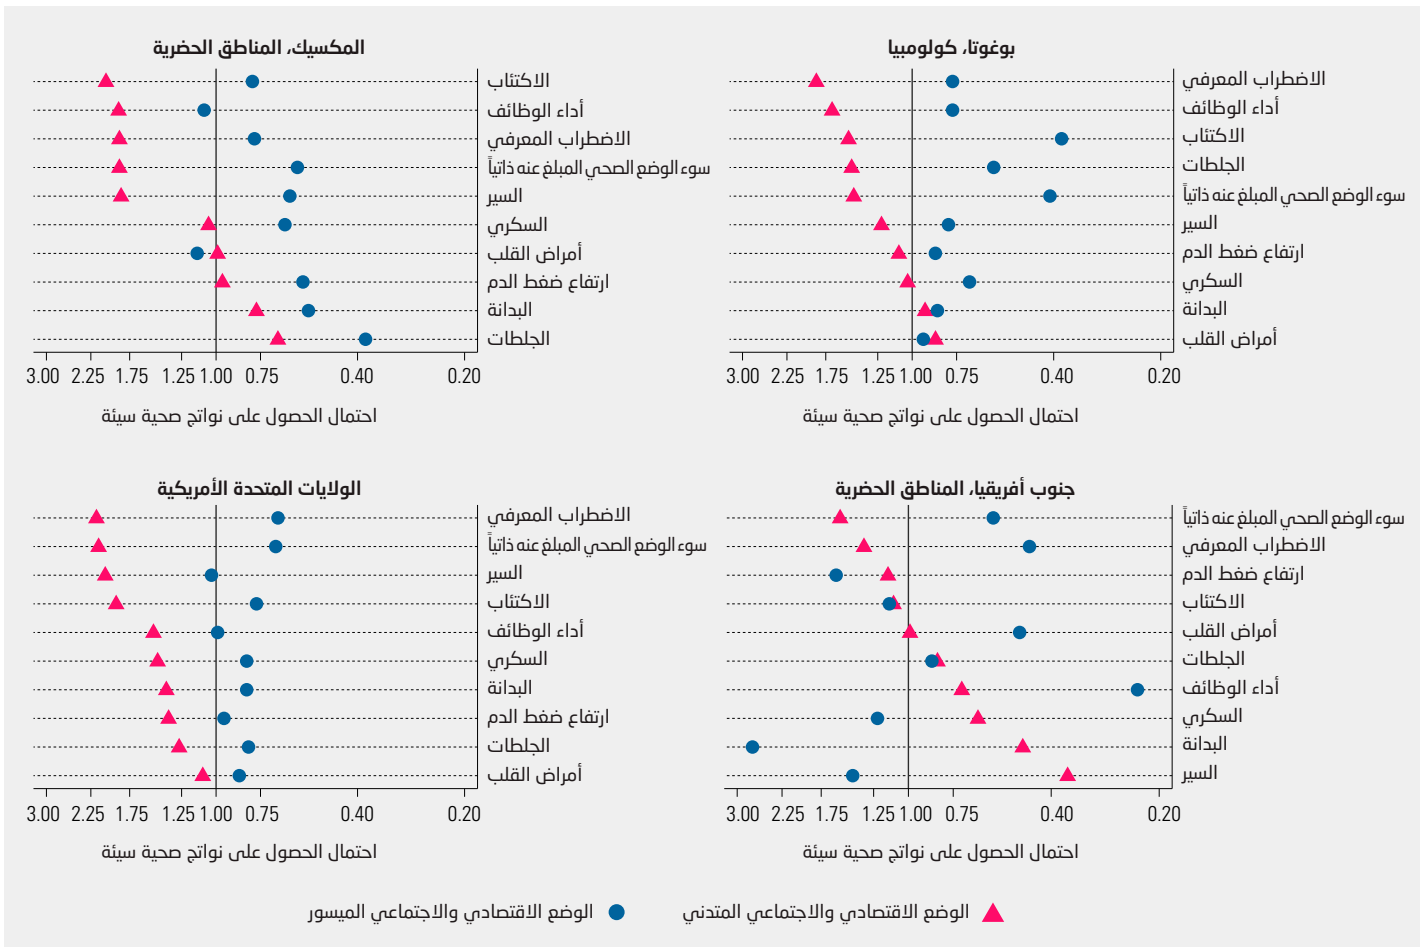 بوغوتا، كولومبيا
الاضطراب المعرفي
أداء الوظائف
الاكتئاب
الجلطات
سوء الوضع الصحي المبلغ عنه ذاتياً
السير
ارتفاع ضغط الدم
السكري
البدانة
أمراض القلب
3.00 2.25 1.75 1.25 1.00 0.75 0.40 0.20
احتمال الحصول على نواتج صحية سيئة
المكسيك، المناطق الحضرية
الاكتئاب
أداء الوظائف
الاضطراب المعرفي
سوء الوضع الصحي المبلغ عنه ذاتياً
السير
السكري
أمراض القلب
ارتفاع ضغط الدم
البدانة
الجلطات
3.00 2.25 1.75 1.25 1.00 0.75 0.40 0.20
احتمال الحصول على نواتج صحية سيئة
جنوب أفريقيا، المناطق الحضرية
سوء الوضع الصحي المبلغ عنه ذاتياً
الاضطراب المعرفي
ارتفاع ضغط الدم
الاكتئاب
أمراض القلب
الجلطات
أداء الوظائف
السكري
البدانة
السير
3.00 2.25 1.75 1.25 1.00 0.75 0.40 0.20
احتمال الحصول على نواتج صحية سيئة
الولايات المتحدة الأمريكية
الاضطراب المعرفي
سوء الوضع الصحي المبلغ عنه ذاتياً
السير
الاكتئاب
أداء الوظائف
السكري
البدانة
ارتفاع ضغط الدم
الجلطات
أمراض القلب
3.00 2.25 1.75 1.25 1.00 0.75 0.40 0.20
احتمال الحصول على نواتج صحية سيئة
الوضع الاقتصادي والاجتماعي المتدني
الوضع الاقتصادي والاجتماعي الميسور